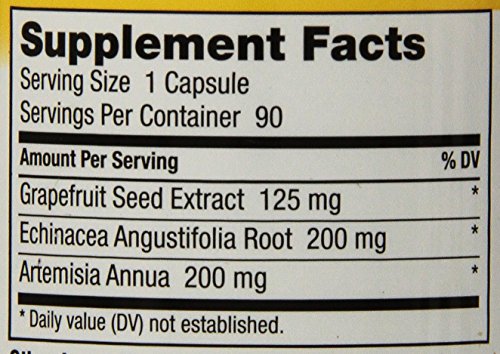 Supplement Facts
Serving Size 1 Capsule
Servings Per Container 90
Amount Per Serving % DV
Grapefruit Seed Extract 125 mg *
Echinacea Angustifolia Root 200 mg *
Artemisia Annua 200 mg *
* Daily value (DV) not established.